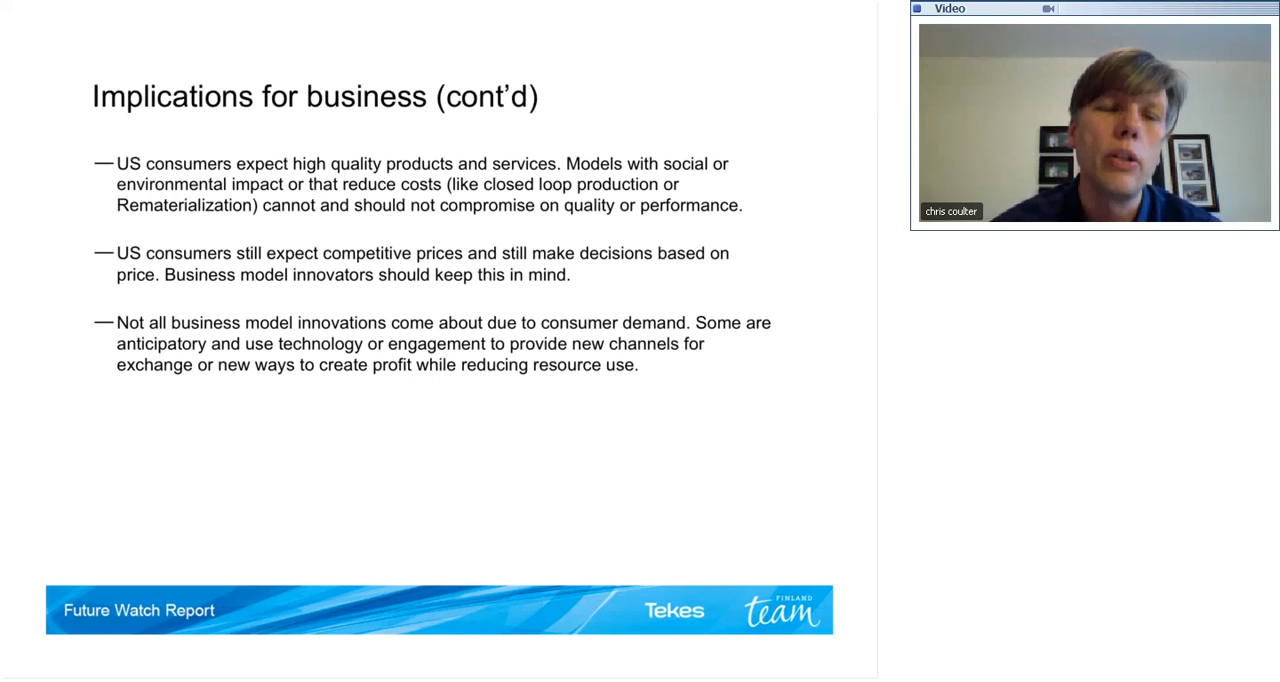 Implications for business (cont’d)
— US consumers expect high quality products and services. Models with social or
environmental impact or that reduce costs (like closed loop production or
Rematerialization) cannot and should not compromise on quality or performance.
— US consumers still expect competitive prices and still make decisions based on
price. Business model innovators should keep this in mind.
— Not all business model innovations come about due to consumer demand. Some are
anticipatory and use technology or engagement to provide new channels for
exchange or new ways to create profit while reducing resource use.
Future Watch Report
Tekes
FINLAND
team
Video
chris coulter